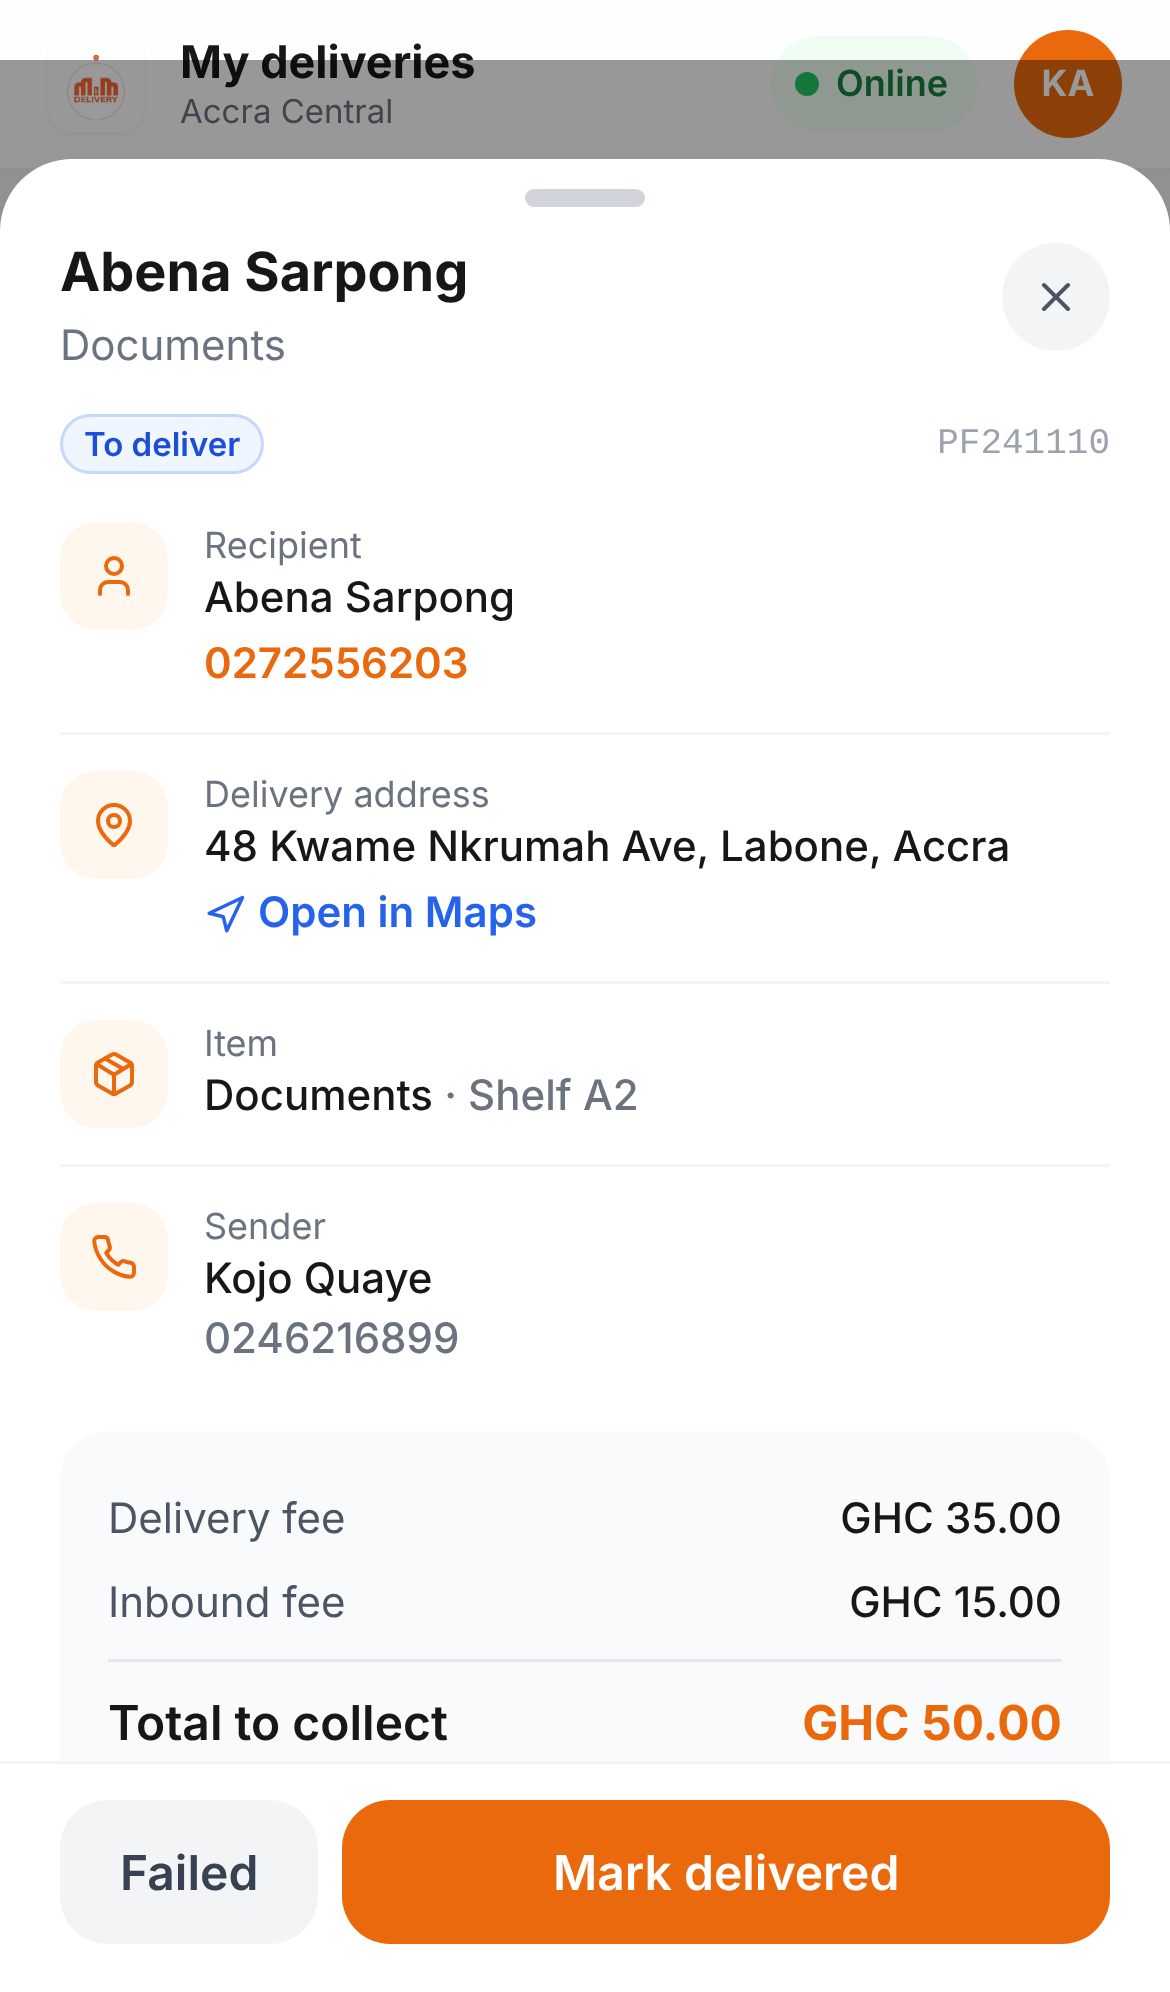 My deliveries
Accra Central
Online
KA
M&M
DELIVERY
Abena Sarpong
Documents
To deliver
PF241110
Recipient
Abena Sarpong
0272556203
Delivery address
48 Kwame Nkrumah Ave, Labone, Accra
Open in Maps
Item
Documents · Shelf A2
Sender
Kojo Quaye
0246216899
Delivery fee
GHC 35.00
Inbound fee
GHC 15.00
Total to collect
GHC 50.00
Failed
Mark delivered